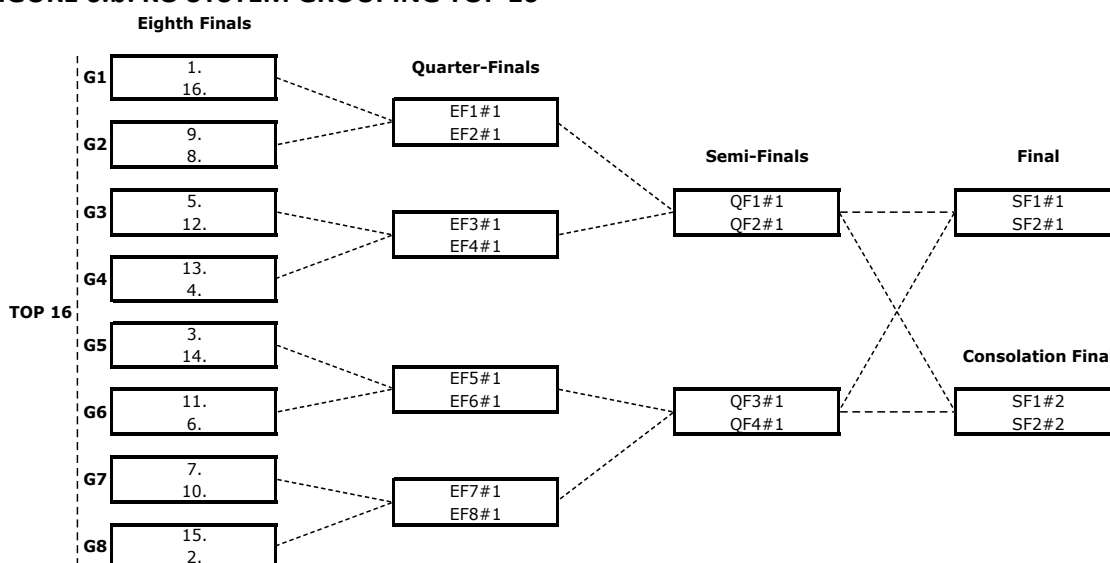 Eighth Finals
Quarter-Finals
Semi-Finals
Final
TOP 16
G1
1.
16.
G2
9.
8.
G3
5.
12.
G4
13.
4.
G5
3.
14.
G6
11.
6.
G7
7.
10.
G8
15.
2.
EF1#1
EF2#1
EF3#1
EF4#1
EF5#1
EF6#1
EF7#1
EF8#1
QF1#1
QF2#1
QF3#1
QF4#1
SF1#1
SF2#1
Consolation Fina
SF1#2
SF2#2